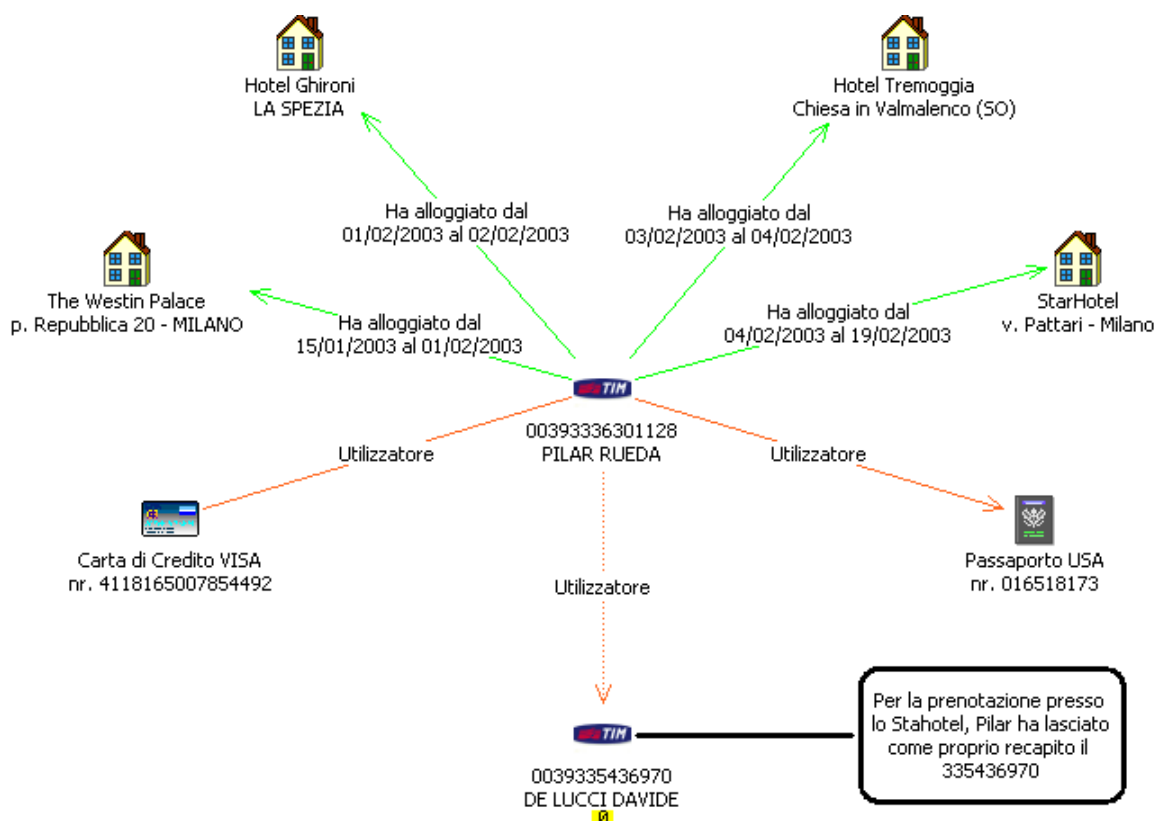 Hotel Ghironi
LA SPEZIA
Hotel Tremoggia
Chiesa in Valmalenco (SO)
Ha alloggiato dal
01/02/2003 al 02/02/2003
Ha alloggiato dal
03/02/2003 al 04/02/2003
The Westin Palace
p. Repubblica 20 - MILANO
StarHotel
v. Pattari - Milano
Ha alloggiato dal
15/01/2003 al 01/02/2003
Ha alloggiato dal
04/02/2003 al 19/02/2003
TIM
00393336301128
PILAR RUEDA
Utilizzatore
Utilizzatore
Carta di Credito VISA
nr. 4118165007854492
Passaporto USA
nr. 016518173
Utilizzatore
TIM
0039335436970
DE LUCCI DAVIDE
0
Per la prenotazione presso
lo Stahotel, Pilar ha lasciato
come proprio recapito il
335436970